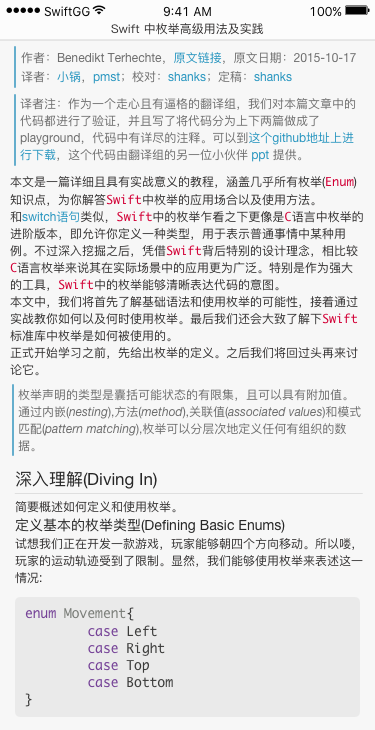 SwiftGG 9:41 AM 100%
Swift 中枚举高级用法及实践
作者：Benedikt Terhechte，原文链接，原文日期：2015-10-17
译者：小锅，pmst；校对：shanks；定稿：shanks
译者注：作为一个走心且有逼格的翻译组，我们对本篇文章中的
代码都进行了验证，并且写了将代码分为上下两篇做成了
playground，代码中有详尽的注释。可以到这个github地址上进
行下载，这个代码由翻译组的另一位小伙伴 ppt 提供。
本文是一篇详细且具有实战意义的教程，涵盖几乎所有枚举(Enum)
知识点，为你解答Swift中枚举的应用场合以及使用方法。
和switch语句类似，Swift中的枚举乍看之下更像是C语言中枚举的
进阶版本，即允许你定义一种类型，用于表示普通事情中某种用
例。不过深入挖掘之后，凭借Swift背后特别的设计理念，相比较
C语言枚举来说其在实际场景中的应用更为广泛。特别是作为强大
的工具，Swift中的枚举能够清晰表达代码的意图。
本文中，我们将首先了解基础语法和使用枚举的可能性，接着通过
实战教你如何以及何时使用枚举。最后我们还会大致了解下Swift
标准库中枚举是如何被使用的。
正式开始学习之前，先给出枚举的定义。之后我们将回过头再来讨
论它。
枚举声明的类型是囊括可能状态的有限集，且可以具有附加值。
通过内嵌(nesting),方法(method),关联值(associated values)和模式
匹配(pattern matching),枚举可以分层次地定义任何有组织的数
据。
深入理解(Diving In)
简要概述如何定义和使用枚举。
定义基本的枚举类型(Defining Basic Enums)
试想我们正在开发一款游戏，玩家能够朝四个方向移动。所以喽，
玩家的运动轨迹受到了限制。显然，我们能够使用枚举来表述这一
情况:
enum Movement{
case Left
case Right
case Top
case Bottom
}